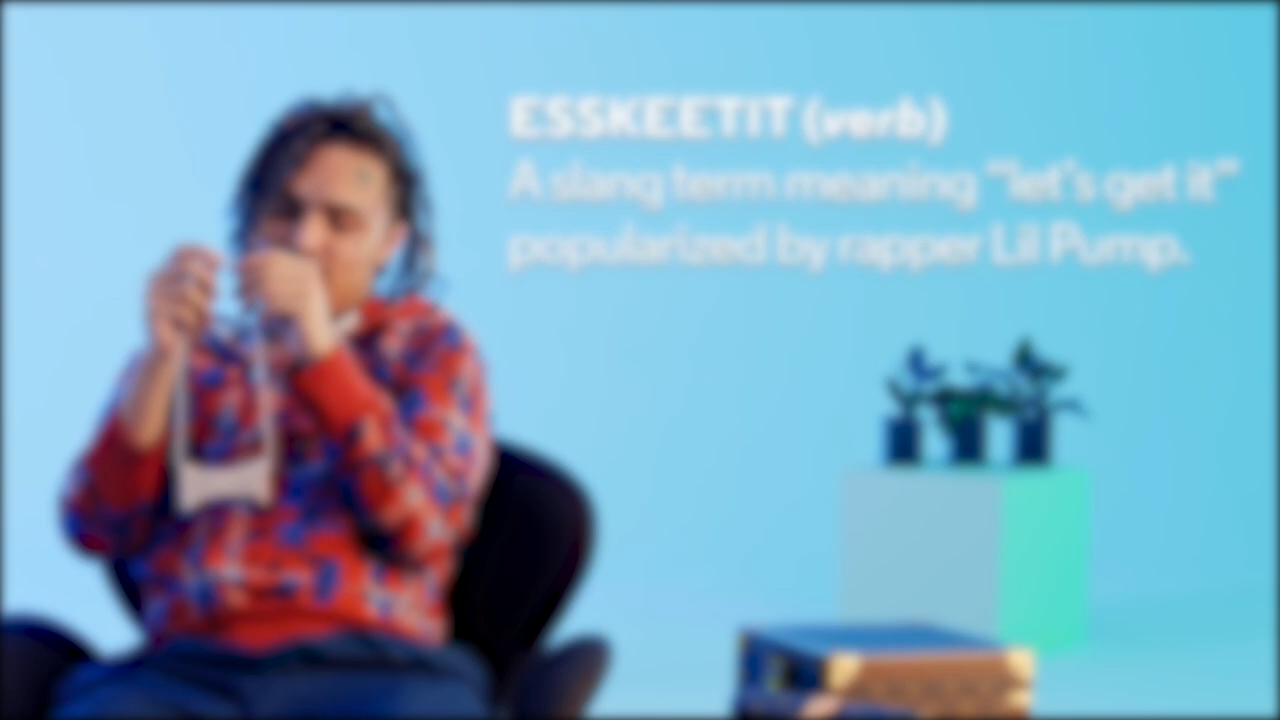 ESSKEETIT (verb)
A slang term meaning "let's get it"
popularized by rapper Lil Pump.